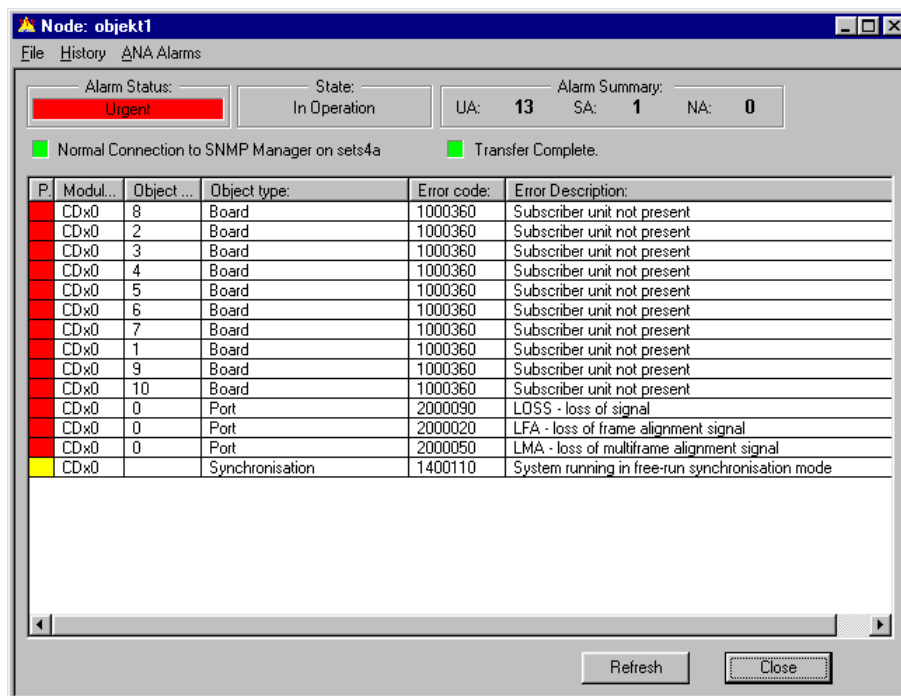 Node: objekt1
File History ANA Alarms
Alarm Status: State: Alarm Summary:
Urgent In Operation UA: 13 SA: 1 NA: 0
Normal Connection to SNMP Manager on sets4a Transfer Complete.
P. Modul... Object ... Object type: Error code: Error Description:
CDx0 8 Board 1000360 Subscriber unit not present
CDx0 2 Board 1000360 Subscriber unit not present
CDx0 3 Board 1000360 Subscriber unit not present
CDx0 4 Board 1000360 Subscriber unit not present
CDx0 5 Board 1000360 Subscriber unit not present
CDx0 6 Board 1000360 Subscriber unit not present
CDx0 7 Board 1000360 Subscriber unit not present
CDx0 1 Board 1000360 Subscriber unit not present
CDx0 9 Board 1000360 Subscriber unit not present
CDx0 10 Board 1000360 Subscriber unit not present
CDx0 0 Port 2000090 LOSS - loss of signal
CDx0 0 Port 2000020 LFA - loss of frame alignment signal
CDx0 0 Port 2000050 LMA - loss of multiframe alignment signal
CDx0 Synchronisation 1400110 System running in free-run synchronisation mode
Refresh Close